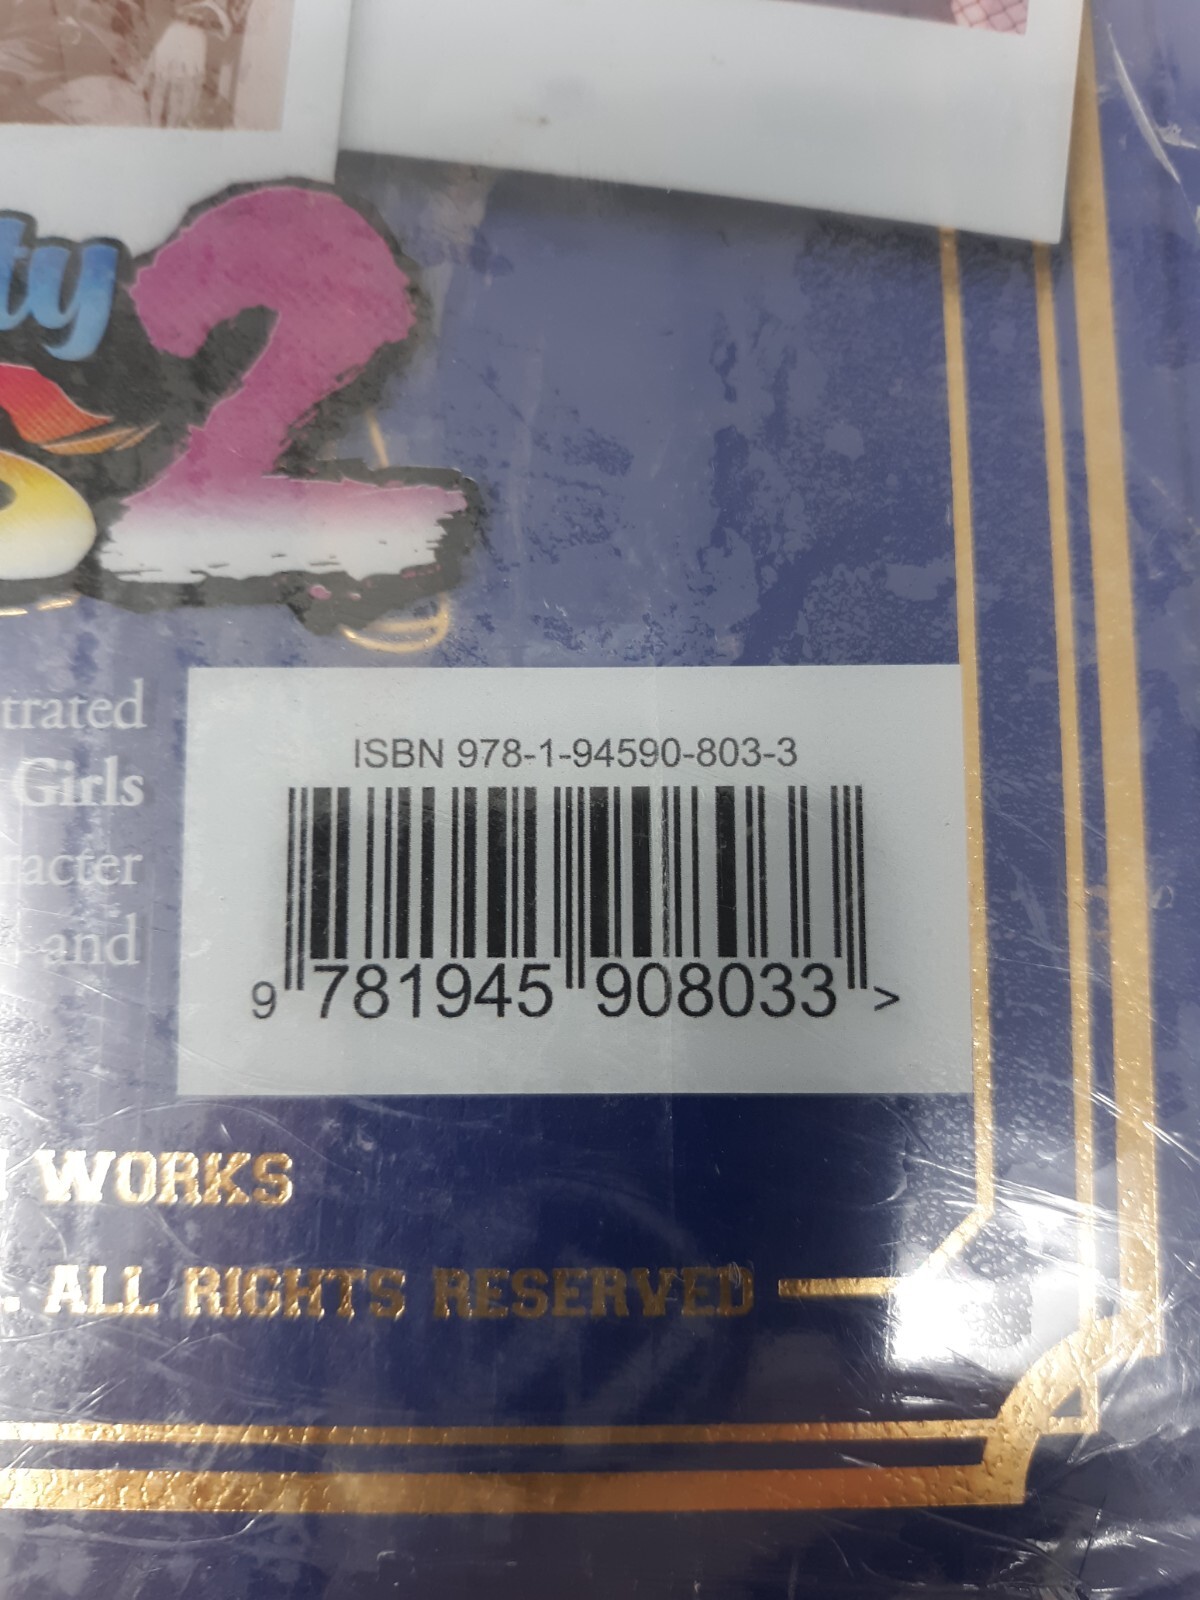 ty
2
trated
Girls
racter
and
ISBN 978-1-94590-803-3
9 781945 908033 >
WORKS
. ALL RIGHTS RESERVED